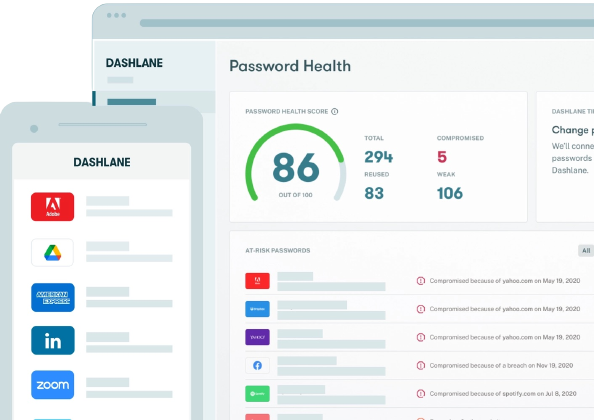 DASHLANE
Password Health
PASSWORD HEALTH SCORE
86
OUT OF 100
TOTAL
294
COMPROMISED
5
REUSED
83
WEAK
106
DASHLANE TI
Change p
We'll conne
passwords
Dashlane.
AT-RISK PASSWORDS
All
Compromised because of yahoo.com on May 19, 2020
Compromised because of yahoo.com on May 19, 2020
YAHOO!
Compromised because of yahoo.com on May 19, 2020
Compromised because of a breach on Nov 19, 2020
Compromised because of spotify.com on Jul 8, 2020
DASHLANE
Adobe
AMERICAN
EXPRESS
in
zoom